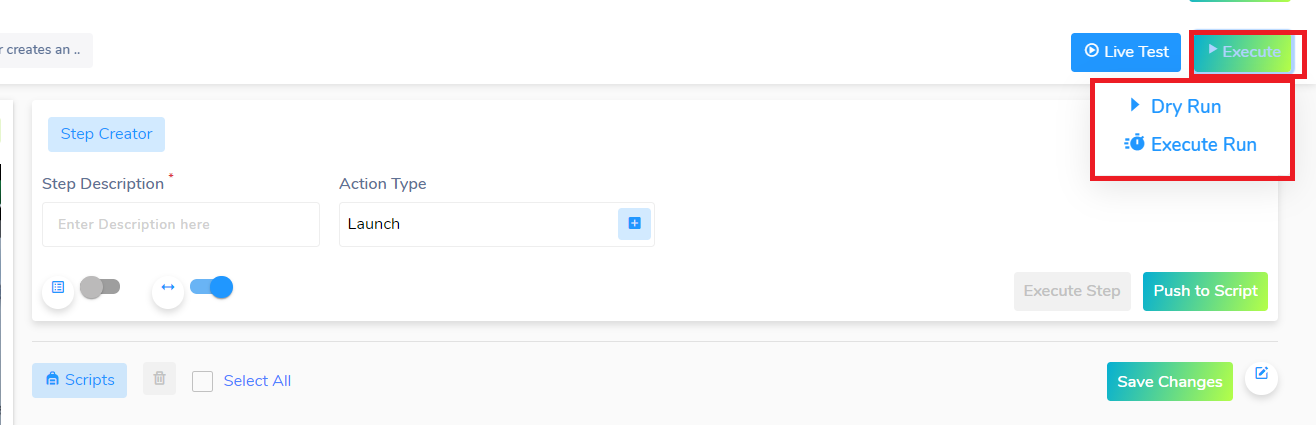 r creates an ..
Live Test
Execute
Dry Run
Execute Run
Step Creator
Step Description *
Action Type
Enter Description here
Launch
Execute Step
Push to Script
Scripts
Select All
Save Changes